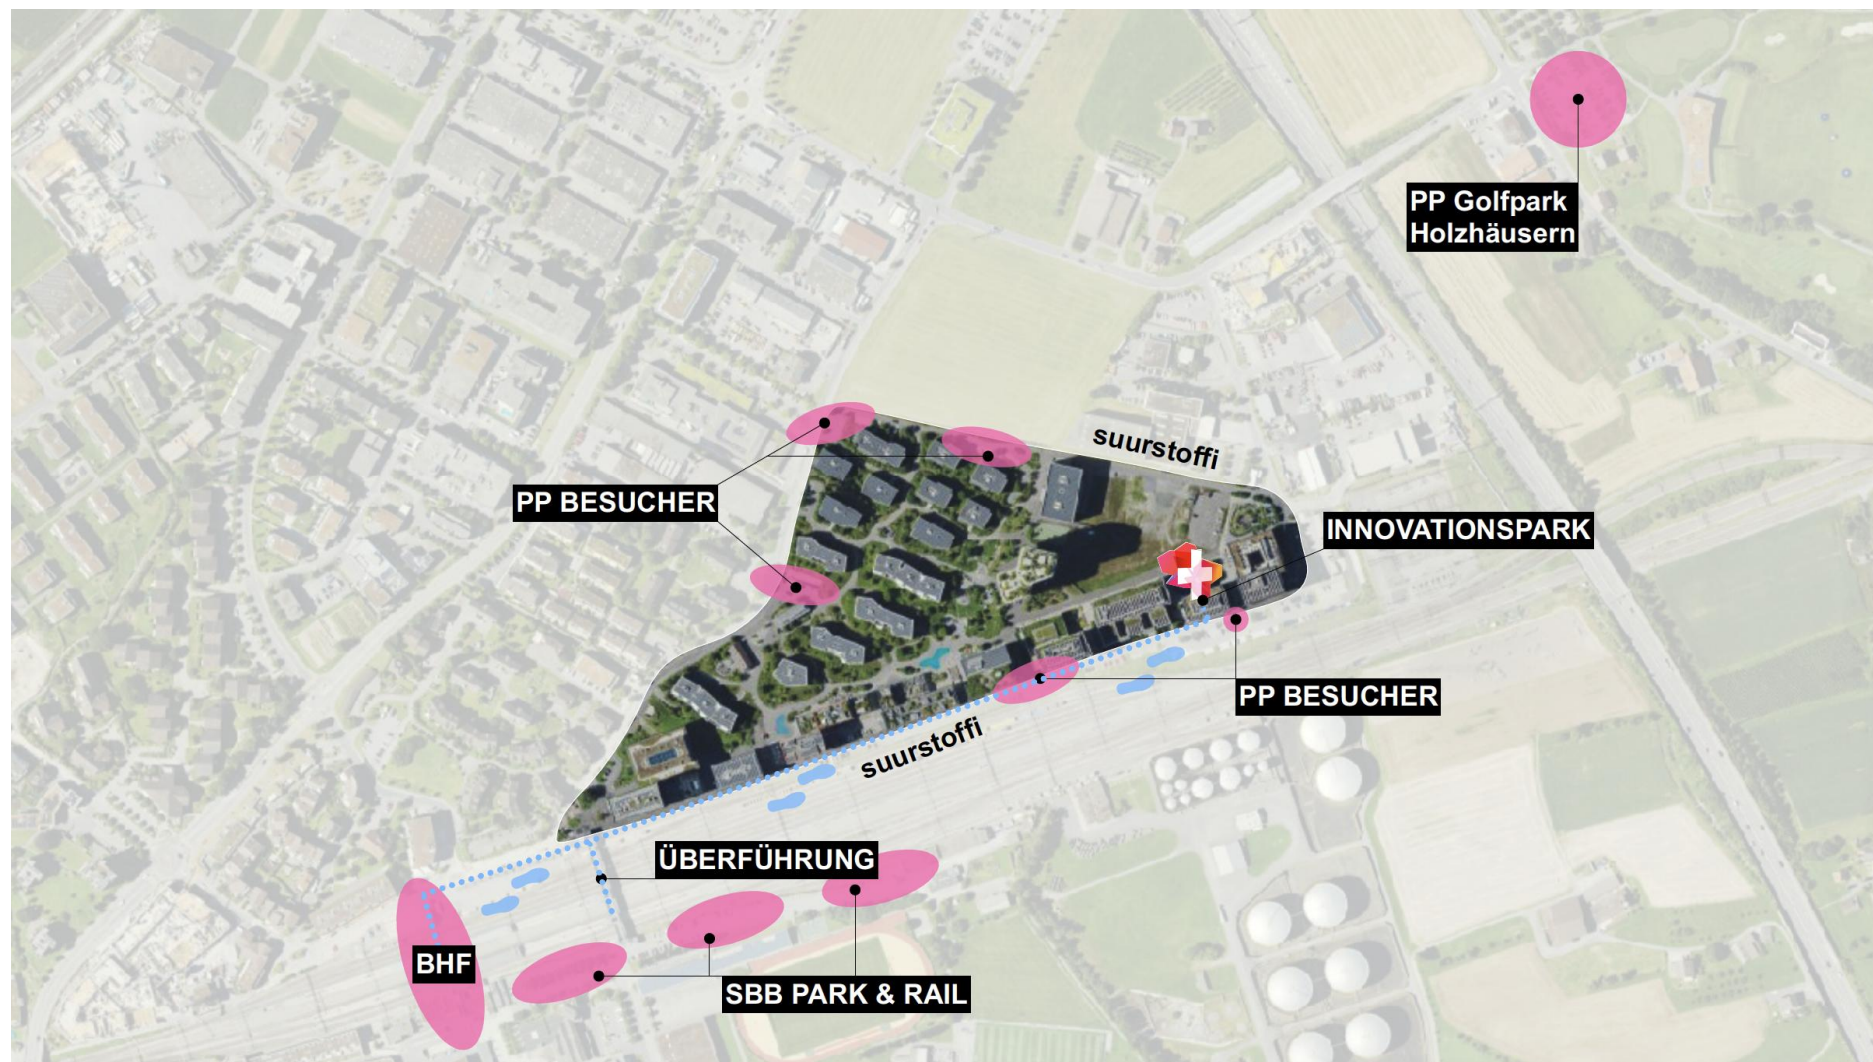 PP Golfpark
Holzhäusern
suurstoffi
PP BESUCHER
INNOVATIONSPARK
PP BESUCHER
suurstoffi
ÜBERFÜHRUNG
BHF
SBB PARK & RAIL